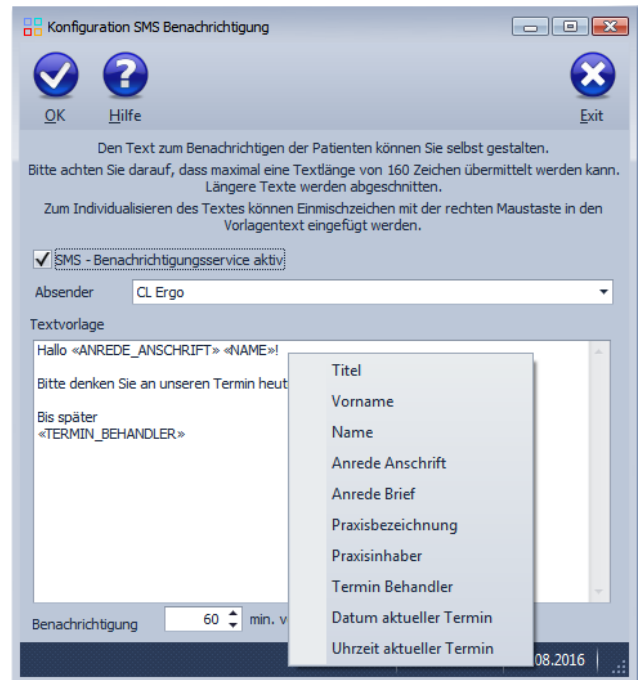 Konfiguration SMS Benachrichtigung
OK Hilfe Exit
Den Text zum Benachrichtigen der Patienten können Sie selbst gestalten.
Bitte achten Sie darauf, dass maximal eine Textlänge von 160 Zeichen übermittelt werden kann.
Längere Texte werden abgeschnitten.
Zum Individualisieren des Textes können Einmischzeichen mit der rechten Maustaste in den
Vorlagentext eingefügt werden.
SMS - Benachrichtigungsservice aktiv
Absender CL Ergo
Textvorlage
Hallo «ANREDE_ANSCHRIFT» «NAME»!
Bitte denken Sie an unseren Termin heut
Bis später
«TERMIN_BEHANDLER»
Titel
Vorname
Name
Anrede Anschrift
Anrede Brief
Praxisbezeichnung
Praxisinhaber
Termin Behandler
Datum aktueller Termin
Uhrzeit aktueller Termin
Benachrichtigung 60 min. v
08.2016